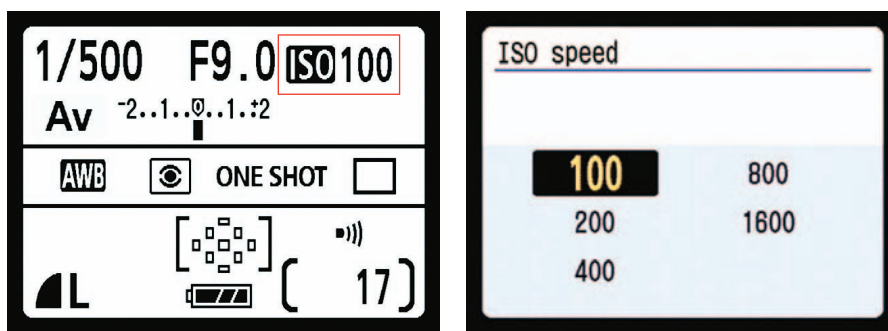 1/500 F9.0 ISO 100
Av -2..1..0..1..+2
AWB ONE SHOT
L [ 17 ]
ISO speed
100 800
200 1600
400